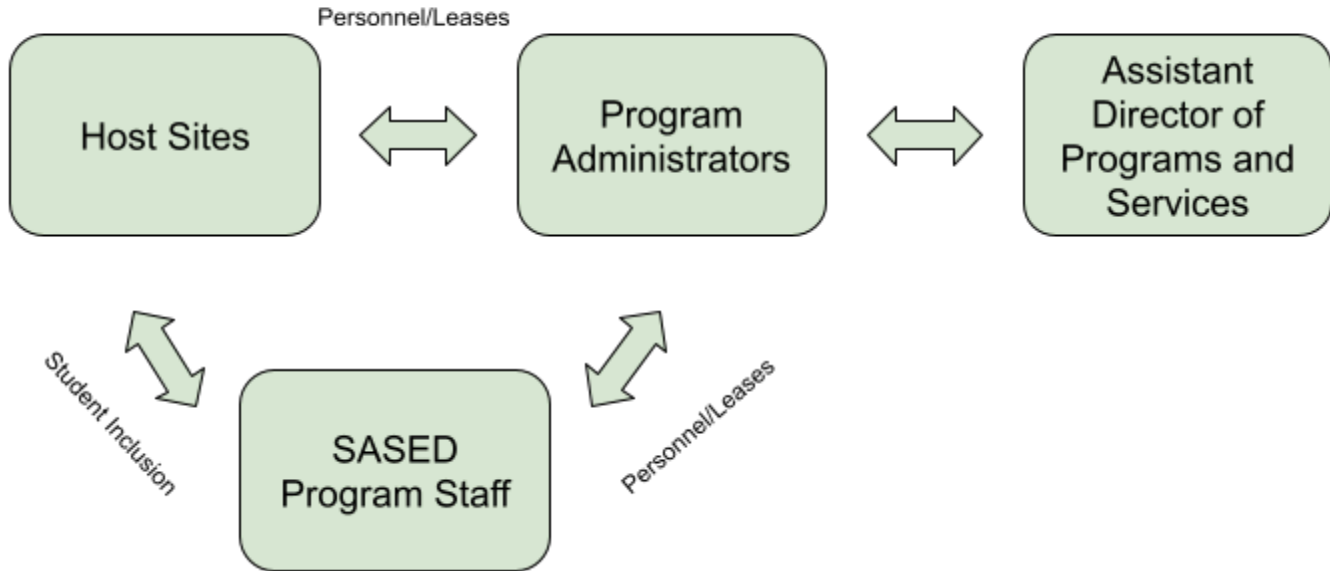 Personnel/Leases
Host Sites
Program
Administrators
Assistant
Director of
Programs and
Services
Student Inclusion
SASED
Program Staff
Personnel/Leases